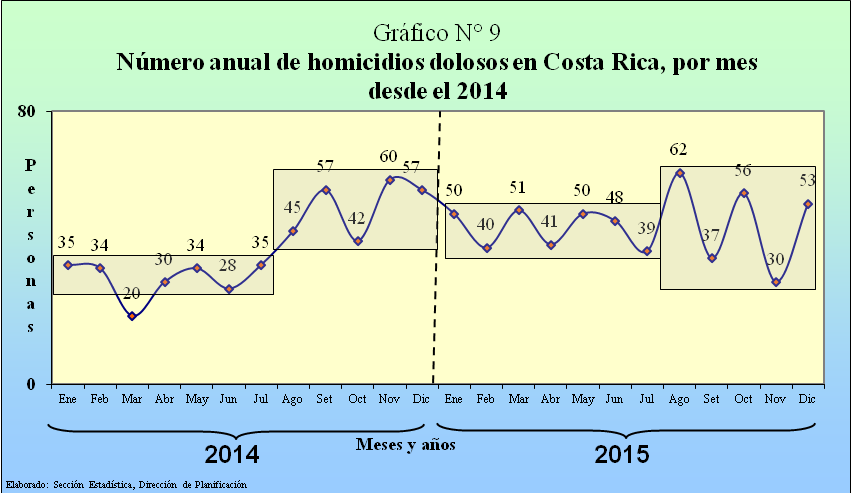 Gráfico N° 9
Número anual de homicidios dolosos en Costa Rica, por mes
desde el 2014
80
Personas
0
35 34 20 30 34 28 35 45 57 42 60 57 50 40 51 41 50 48 39 62 37 56 30 53
Ene Feb Mar Abr May Jun Jul Ago Set Oct Nov Dic Ene Feb Mar Abr May Jun Jul Ago Set Oct Nov Dic
2014 Meses y años 2015
Elaborado: Sección Estadística, Dirección de Planificación